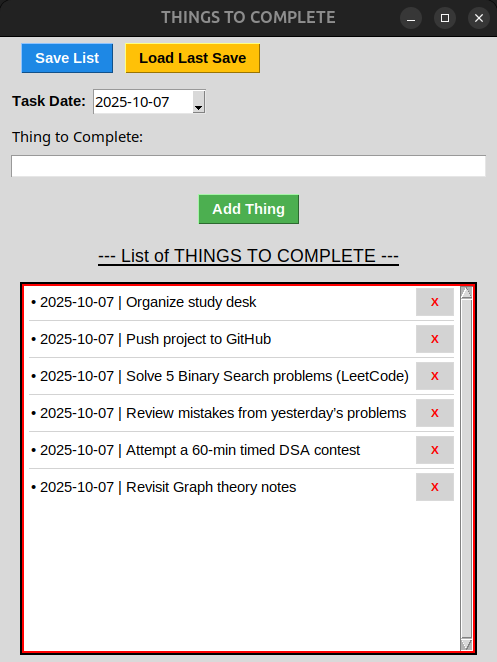 THINGS TO COMPLETE
Save List
Load Last Save
Task Date: 2025-10-07
Thing to Complete:
Add Thing
--- List of THINGS TO COMPLETE ---
• 2025-10-07 | Organize study desk X
• 2025-10-07 | Push project to GitHub X
• 2025-10-07 | Solve 5 Binary Search problems (LeetCode) X
• 2025-10-07 | Review mistakes from yesterday’s problems X
• 2025-10-07 | Attempt a 60-min timed DSA contest X
• 2025-10-07 | Revisit Graph theory notes X